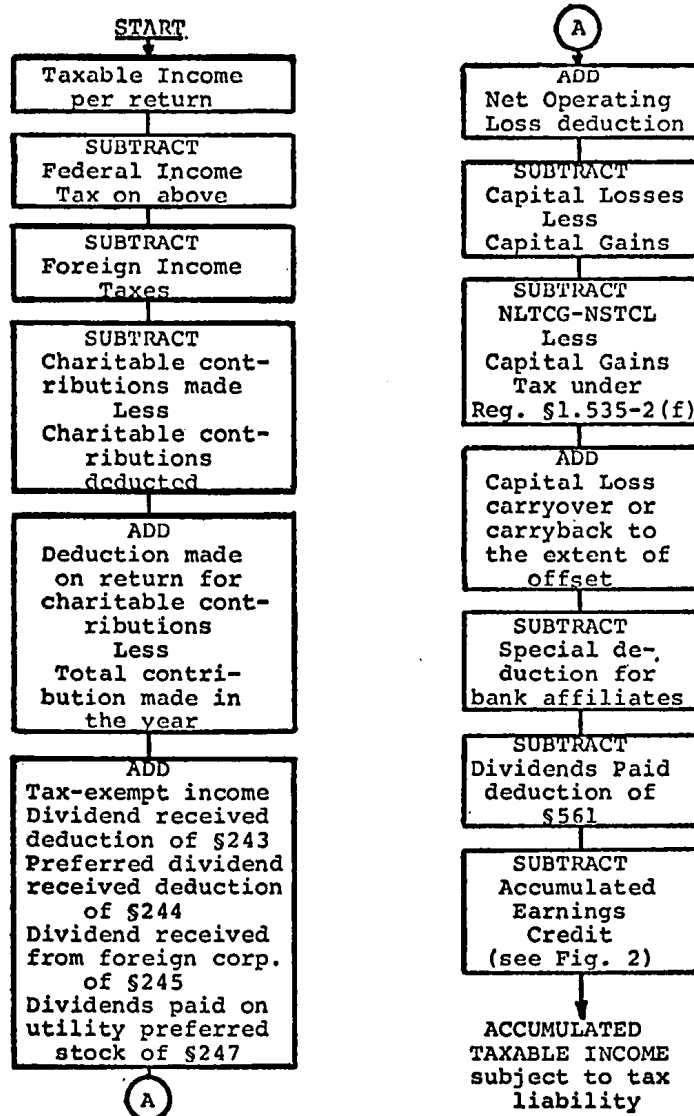 START
Taxable Income
per return
SUBTRACT
Federal Income
Tax on above
SUBTRACT
Foreign Income
Taxes
SUBTRACT
Charitable cont-
ributions made
Less
Charitable cont-
ributions
deducted
ADD
Deduction made
on return for
charitable cont-
ributions
Less
Total contri-
bution made in
the year
ADD
Tax-exempt income
Dividend received
deduction of §243
Preferred dividend
received deduction
of §244
Dividend received
from foreign corp.
of §245
Dividends paid on
utility preferred
stock of §247
A
A
ADD
Net Operating
Loss deduction
SUBTRACT
Capital Losses
Less
Capital Gains
SUBTRACT
NLTCG-NSTCL
Less
Capital Gains
Tax under
Reg. §1.535-2(f)
ADD
Capital Loss
carryover or
carryback to
the extent of
offset
SUBTRACT
Special de-
duction for
bank affiliates
SUBTRACT
Dividends Paid
deduction of
§561
SUBTRACT
Accumulated
Earnings
Credit
(see Fig. 2)
ACCUMULATED
TAXABLE INCOME
subject to tax
liability